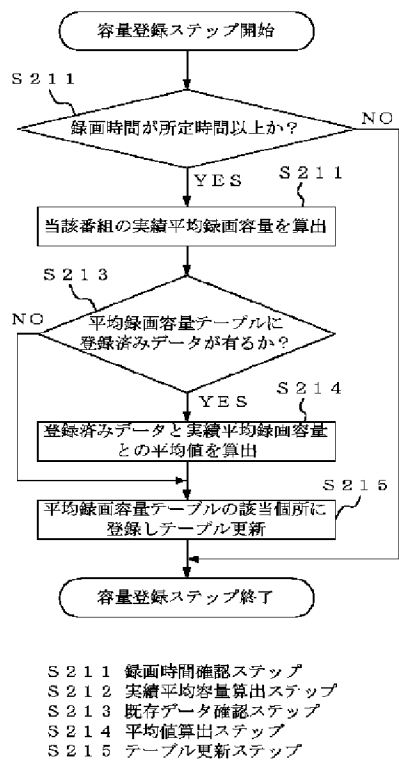 容量登録ステップ開始
S211
録画時間が所定時間以上か?
NO
YES
S211
当該番組の実績平均録画容量を算出
S213
NO
平均録画容量テーブルに
登録済みデータが有るか?
YES
S214
登録済みデータと実績平均録画容量
との平均値を算出
S215
平均録画容量テーブルの該当個所に
登録しテーブル更新
容量登録ステップ終了
S211 録画時間確認ステップ
S212 実績平均容量算出ステップ
S213 既存データ確認ステップ
S214 平均値算出ステップ
S215 テーブル更新ステップ